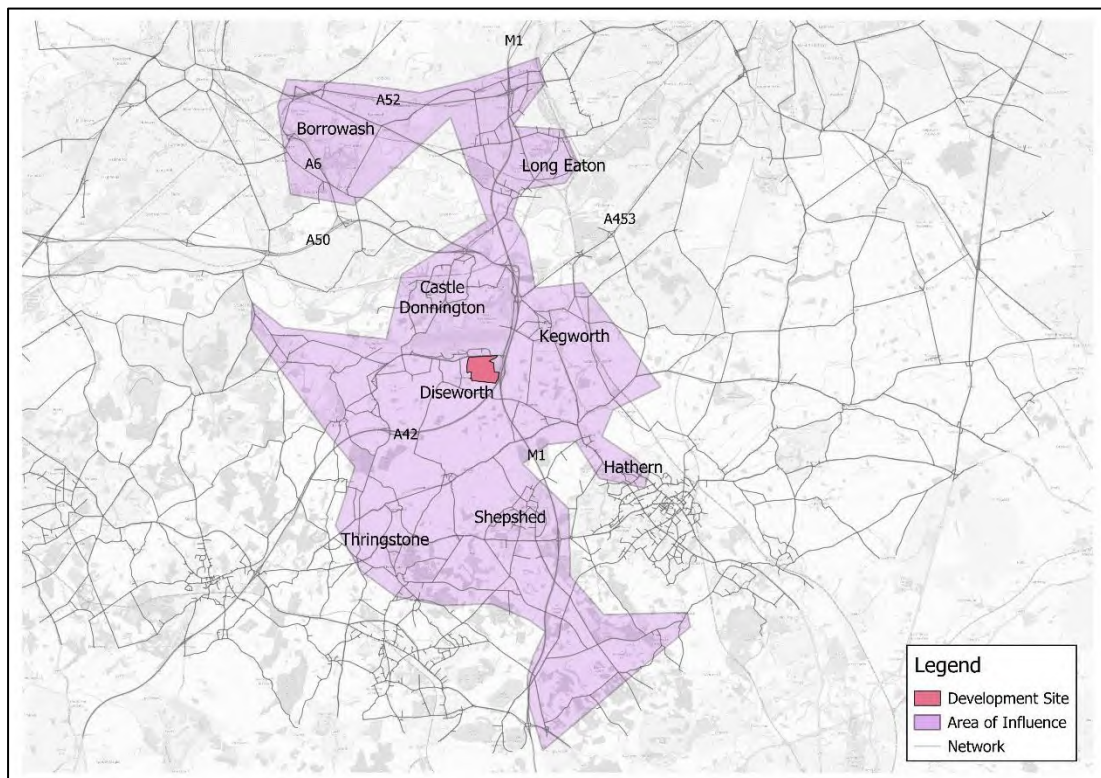 M1
A52
Borrowash
A6
Long Eaton
A453
A50
Castle
Donnington
Kegworth
Diseworth
A42
M1
Hathern
Shepshed
Thringstone
Legend
Development Site
Area of Influence
Network